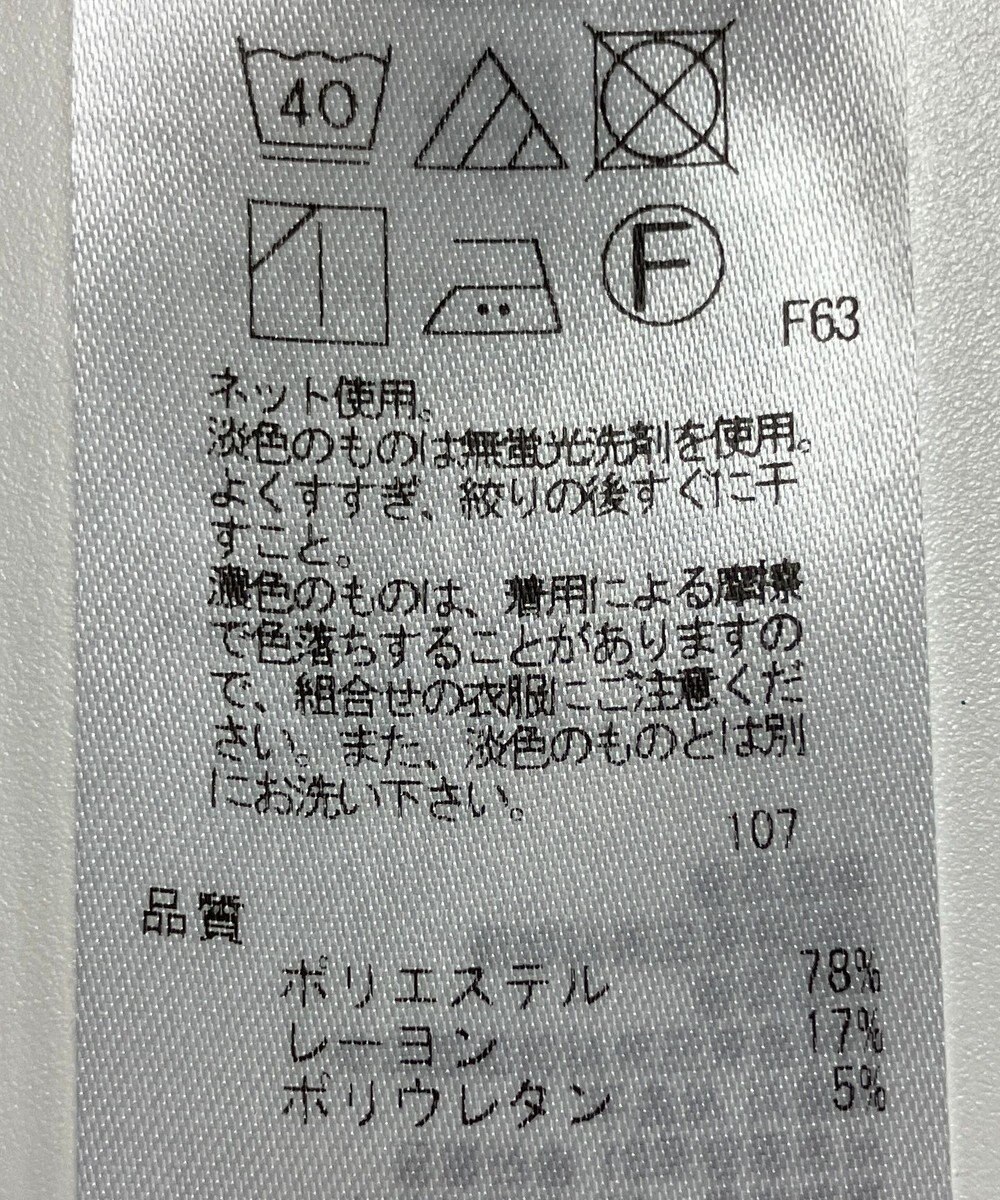 40
F
F63
ネット使用。
淡色のものは無蛍光洗剤を使用。
よくすすぎ、絞りの後すぐに干
すこと。
濃色のものは、着用による摩擦
で色落ちすることがありますの
で、組合せの衣服にご注意くだ
さい。また、淡色のものとは別
にお洗い下さい。
107
品質
ポリエステル 78%
レーヨン 17%
ポリウレタン 5%